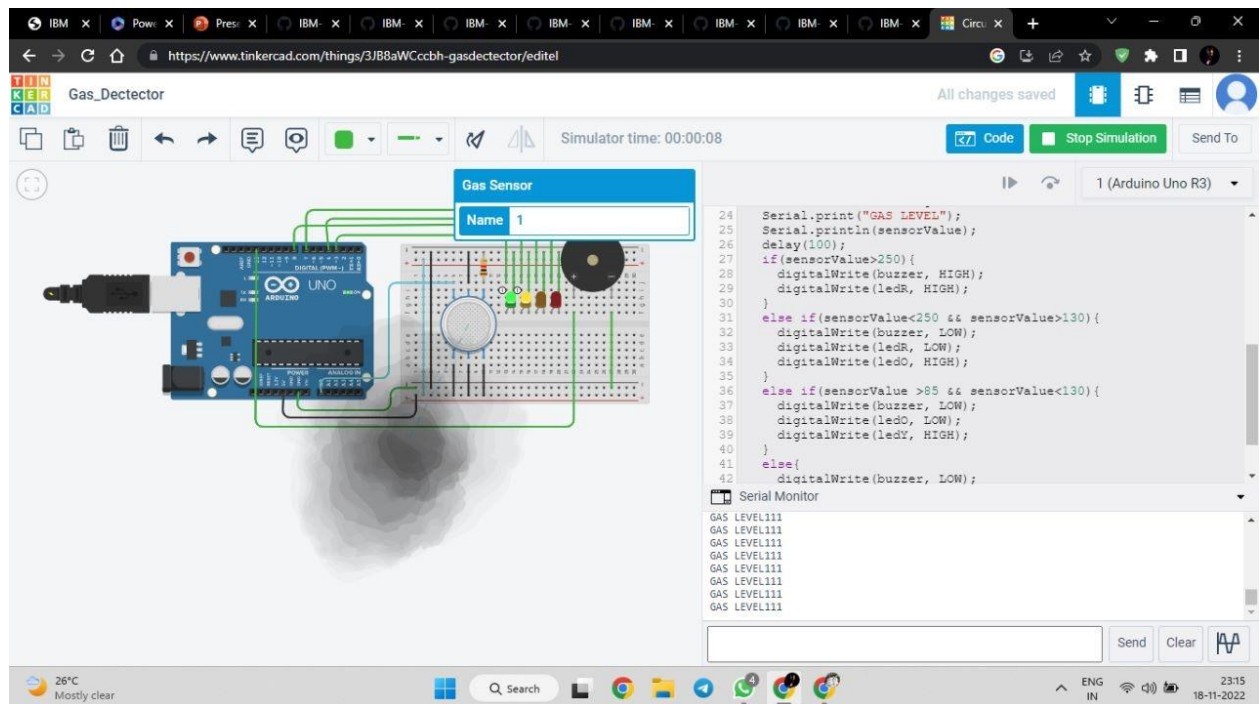 IBM
Powe
Prese
IBM-
IBM-
IBM-
IBM-
IBM-
IBM-
IBM-
IBM-
Circu
https://www.tinkercad.com/things/3JB8aWCccbh-gasdectector/editel
TIN
KER
CAD
Gas_Dectector
All changes saved
Simulator time: 00:00:08
Code
Stop Simulation
Send To
1 (Arduino Uno R3)
Gas Sensor
Name 1
DIGITAL (PWM~)
UNO
ARDUINO
POWER
ANALOG IN
24 Serial.print("GAS LEVEL");
25 Serial.println(sensorValue);
26 delay(100);
27 if(sensorValue>250){
28 digitalWrite(buzzer, HIGH);
29 digitalWrite(ledR, HIGH);
30 }
31 else if(sensorValue<250 && sensorValue>130){
32 digitalWrite(buzzer, LOW);
33 digitalWrite(ledR, LOW);
34 digitalWrite(ledO, HIGH);
35 }
36 else if(sensorValue >85 && sensorValue<130){
37 digitalWrite(buzzer, LOW);
38 digitalWrite(ledO, LOW);
39 digitalWrite(ledY, HIGH);
40 }
41 else{
42 digitalWrite(buzzer, LOW);
Serial Monitor
GAS LEVEL111
GAS LEVEL111
GAS LEVEL111
GAS LEVEL111
GAS LEVEL111
GAS LEVEL111
GAS LEVEL111
GAS LEVEL111
Send
Clear
26°C
Mostly clear
Search
4
ENG
IN
23:15
18-11-2022